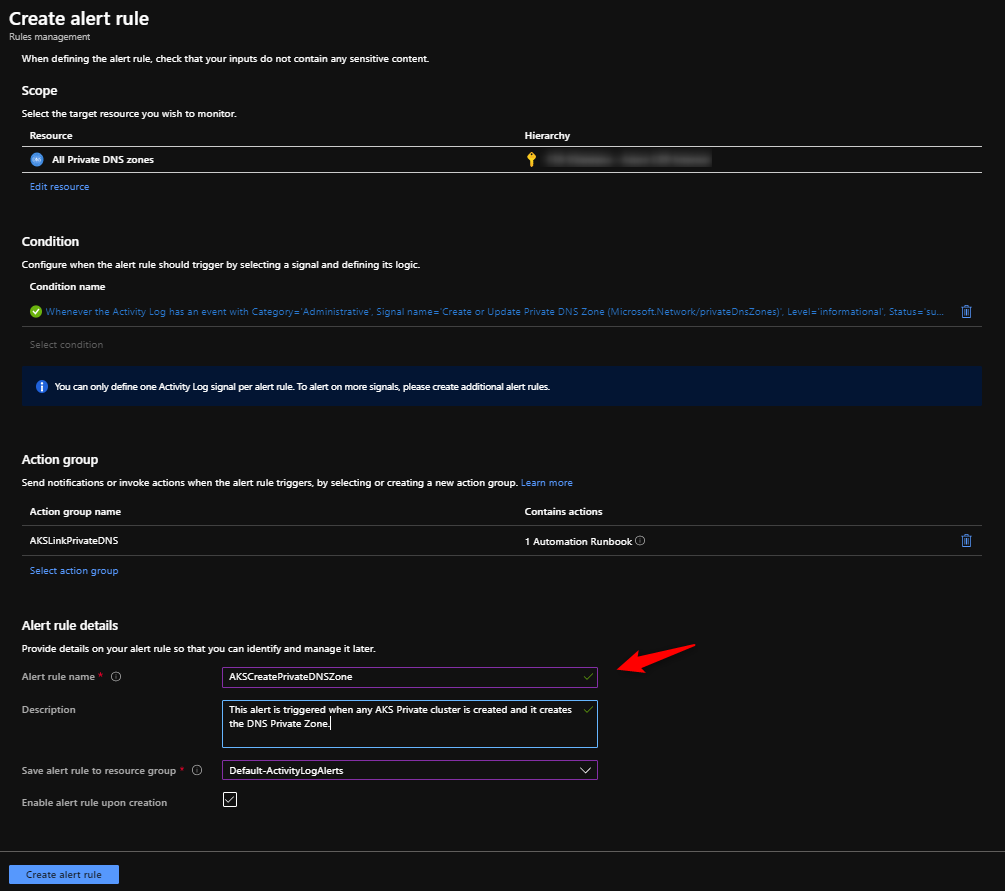 Create alert rule
Rules management
When defining the alert rule, check that your inputs do not contain any sensitive content.
Scope
Select the target resource you wish to monitor.
Resource Hierarchy
All Private DNS zones
Edit resource
Condition
Configure when the alert rule should trigger by selecting a signal and defining its logic.
Condition name
Whenever the Activity Log has an event with Category='Administrative', Signal name='Create or Update Private DNS Zone (Microsoft.Network/privateDnsZones)', Level='informational', Status='su...
Select condition
You can only define one Activity Log signal per alert rule. To alert on more signals, please create additional alert rules.
Action group
Send notifications or invoke actions when the alert rule triggers, by selecting or creating a new action group. Learn more
Action group name Contains actions
AKSLinkPrivateDNS 1 Automation Runbook
Select action group
Alert rule details
Provide details on your alert rule so that you can identify and manage it later.
Alert rule name * AKSCreatePrivateDNSZone
Description This alert is triggered when any AKS Private cluster is created and it creates
the DNS Private Zone.
Save alert rule to resource group * Default-ActivityLogAlerts
Enable alert rule upon creation
Create alert rule